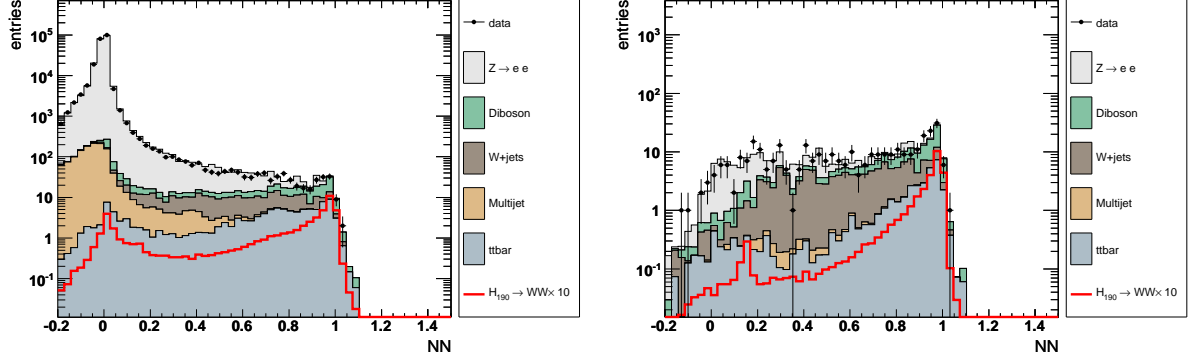 entries
10⁵
10⁴
10³
10²
10
1
10⁻¹
-0.2 0 0.2 0.4 0.6 0.8 1 1.2 1.4
NN
data
Z → e e
Diboson
W+jets
Multijet
ttbar
H₁₉₀ → WW× 10
entries
10³
10²
10
1
10⁻¹
-0.2 0 0.2 0.4 0.6 0.8 1 1.2 1.4
NN
data
Z → e e
Diboson
W+jets
Multijet
ttbar
H₁₉₀ → WW× 10